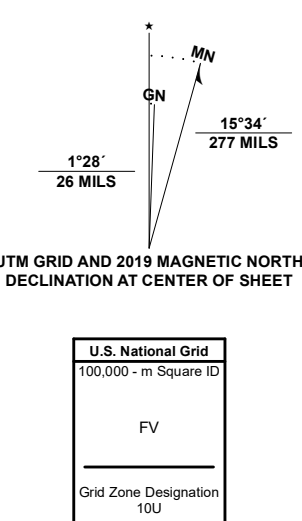 ★
MN
GN
15°34´
277 MILS
1°28´
26 MILS
UTM GRID AND 2019 MAGNETIC NORTH
DECLINATION AT CENTER OF SHEET
U.S. National Grid
100,000 - m Square ID
FV
Grid Zone Designation
10U